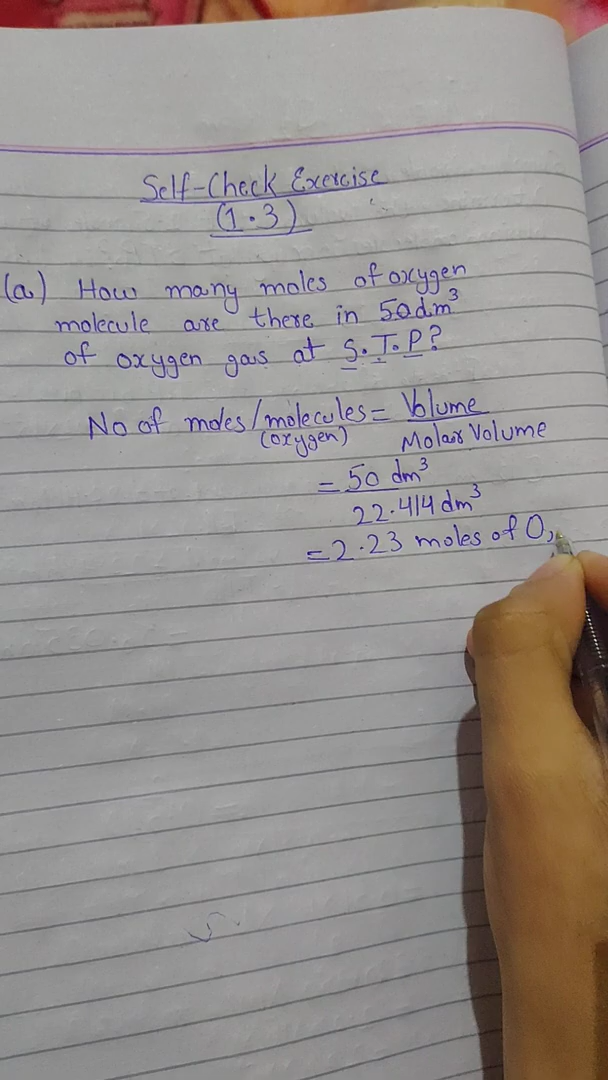 Self-Check Exercise
(1.3)
(a) How many moles of oxygen
molecule are there in 50dm³
of oxygen gas at S.T.P?
No of moles/molecules = Volume
(oxygen) Molar Volume
= 50 dm³
22.414 dm³
= 2.23 moles of O₂